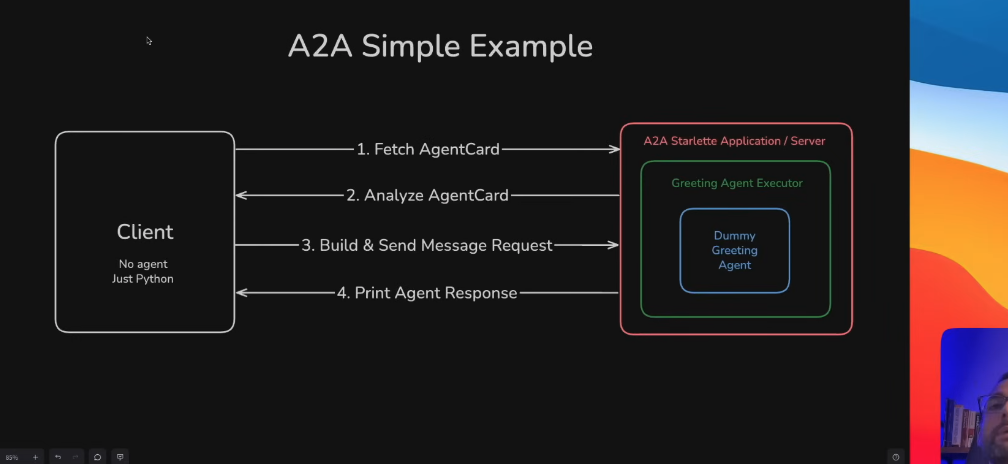 A2A Simple Example
1. Fetch AgentCard
2. Analyze AgentCard
3. Build & Send Message Request
4. Print Agent Response
Client
No agent
Just Python
A2A Starlette Application / Server
Greeting Agent Executor
Dummy
Greeting
Agent
85%